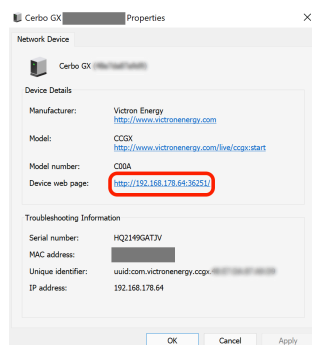 Cerbo GX Properties
Network Device
Cerbo GX
Device Details
Manufacturer: Victron Energy
http://www.victronenergy.com
Model: CCGX
http://www.victronenergy.com/live/ccgx:start
Model number: C00A
Device web page: http://192.168.178.64:36251/
Troubleshooting Information
Serial number: HQ2149GATJV
MAC address:
Unique identifier: uuid:com.victronenergy.ccgx.
IP address: 192.168.178.64
OK Cancel Apply